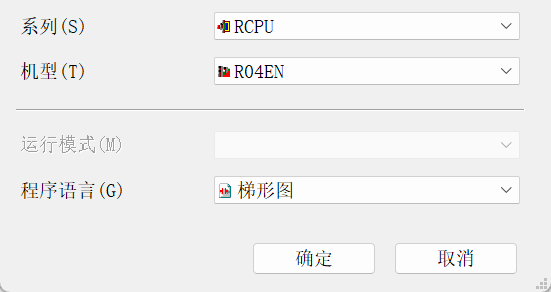 系列(S) RCPU
机型(T) R04EN
运行模式(M)
程序语言(G) 梯形图
确定 取消